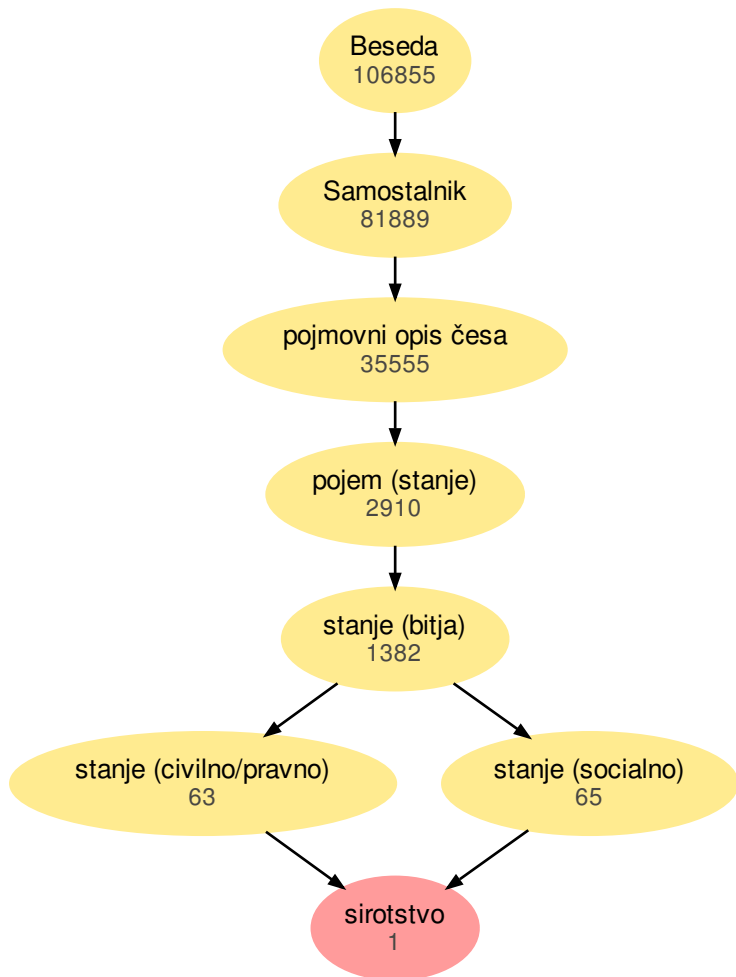 Beseda
106855
Samostalnik
81889
pojmovni opis česa
35555
pojem (stanje)
2910
stanje (bitja)
1382
stanje (civilno/pravno)
63
stanje (socialno)
65
sirotstvo
1